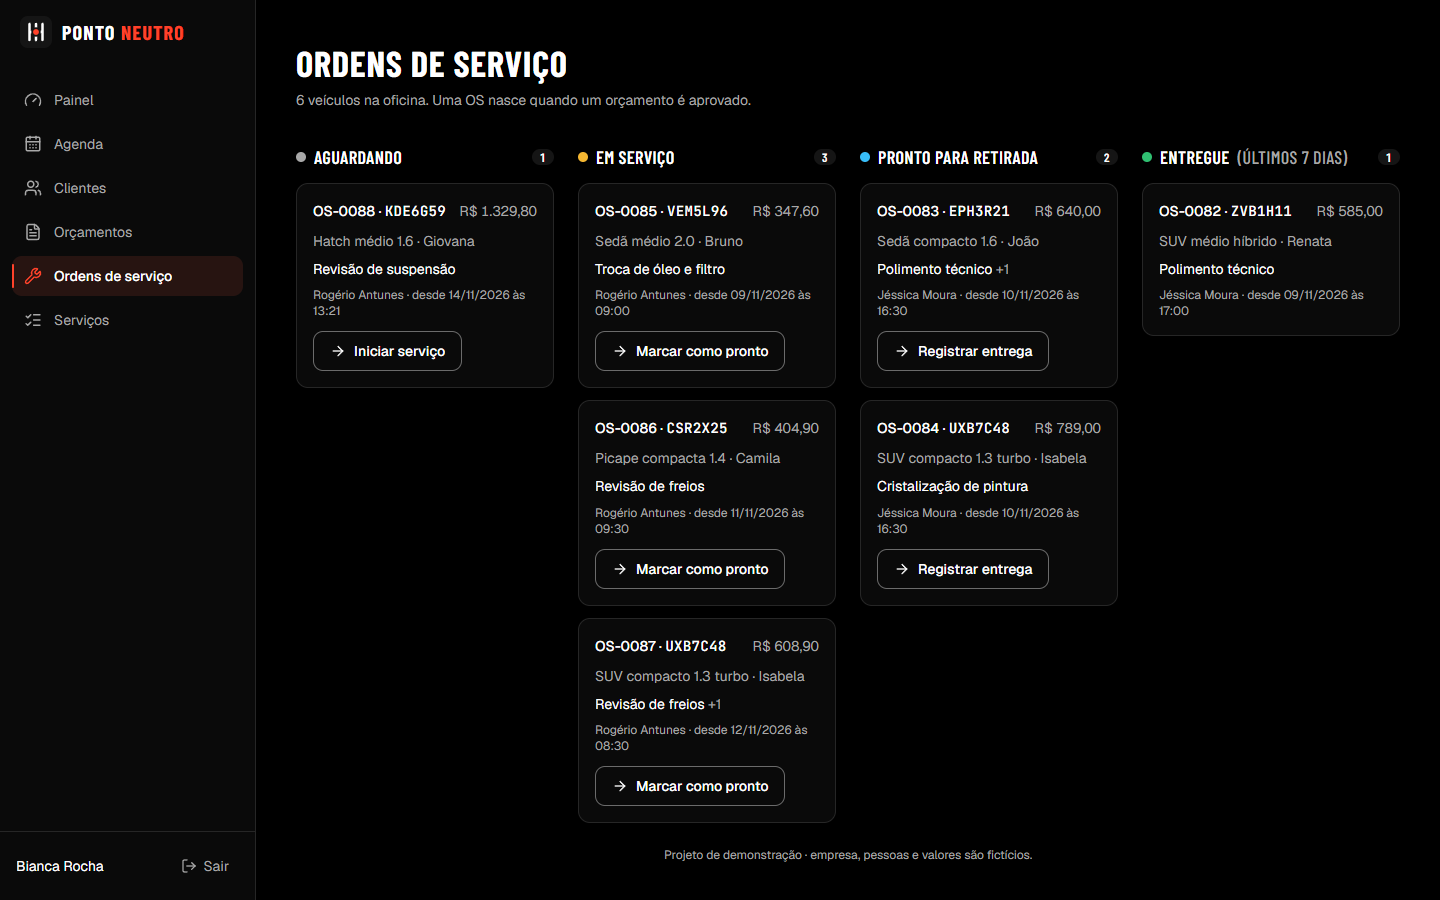 PONTO NEUTRO
Painel
Agenda
Clientes
Orçamentos
Ordens de serviço
Serviços
Bianca Rocha
Sair
ORDENS DE SERVIÇO
6 veículos na oficina. Uma OS nasce quando um orçamento é aprovado.
AGUARDANDO 1
OS-0088 · KDE6G59 R$ 1.329,80
Hatch médio 1.6 · Giovana
Revisão de suspensão
Rogério Antunes · desde 14/11/2026 às
13:21
Iniciar serviço
EM SERVIÇO 3
OS-0085 · VEM5L96 R$ 347,60
Sedã médio 2.0 · Bruno
Troca de óleo e filtro
Rogério Antunes · desde 09/11/2026 às
09:00
Marcar como pronto
OS-0086 · CSR2X25 R$ 404,90
Picape compacta 1.4 · Camila
Revisão de freios
Rogério Antunes · desde 11/11/2026 às
09:30
Marcar como pronto
OS-0087 · UXB7C48 R$ 608,90
SUV compacto 1.3 turbo · Isabela
Revisão de freios +1
Rogério Antunes · desde 12/11/2026 às
08:30
Marcar como pronto
PRONTO PARA RETIRADA 2
OS-0083 · EPH3R21 R$ 640,00
Sedã compacto 1.6 · João
Polimento técnico +1
Jéssica Moura · desde 10/11/2026 às
16:30
Registrar entrega
OS-0084 · UXB7C48 R$ 789,00
SUV compacto 1.3 turbo · Isabela
Cristalização de pintura
Jéssica Moura · desde 10/11/2026 às
16:30
Registrar entrega
ENTREGUE (ÚLTIMOS 7 DIAS) 1
OS-0082 · ZVB1H11 R$ 585,00
SUV médio híbrido · Renata
Polimento técnico
Jéssica Moura · desde 09/11/2026 às
17:00
Projeto de demonstração · empresa, pessoas e valores são fictícios.